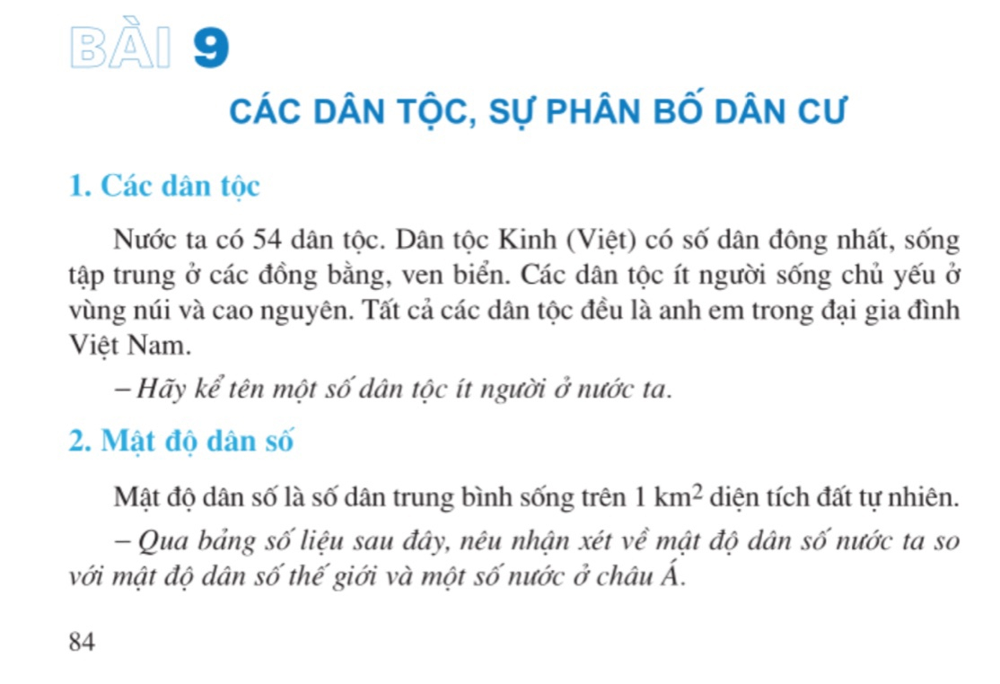 BÀI 9
CÁC DÂN TỘC, SỰ PHÂN BỐ DÂN CƯ
1. Các dân tộc
Nước ta có 54 dân tộc. Dân tộc Kinh (Việt) có số dân đông nhất, sống
tập trung ở các đồng bằng, ven biển. Các dân tộc ít người sống chủ yếu ở
vùng núi và cao nguyên. Tất cả các dân tộc đều là anh em trong đại gia đình
Việt Nam.
– Hãy kể tên một số dân tộc ít người ở nước ta.
2. Mật độ dân số
Mật độ dân số là số dân trung bình sống trên 1 km² diện tích đất tự nhiên.
– Qua bảng số liệu sau đây, nêu nhận xét về mật độ dân số nước ta so
với mật độ dân số thế giới và một số nước ở châu Á.
84